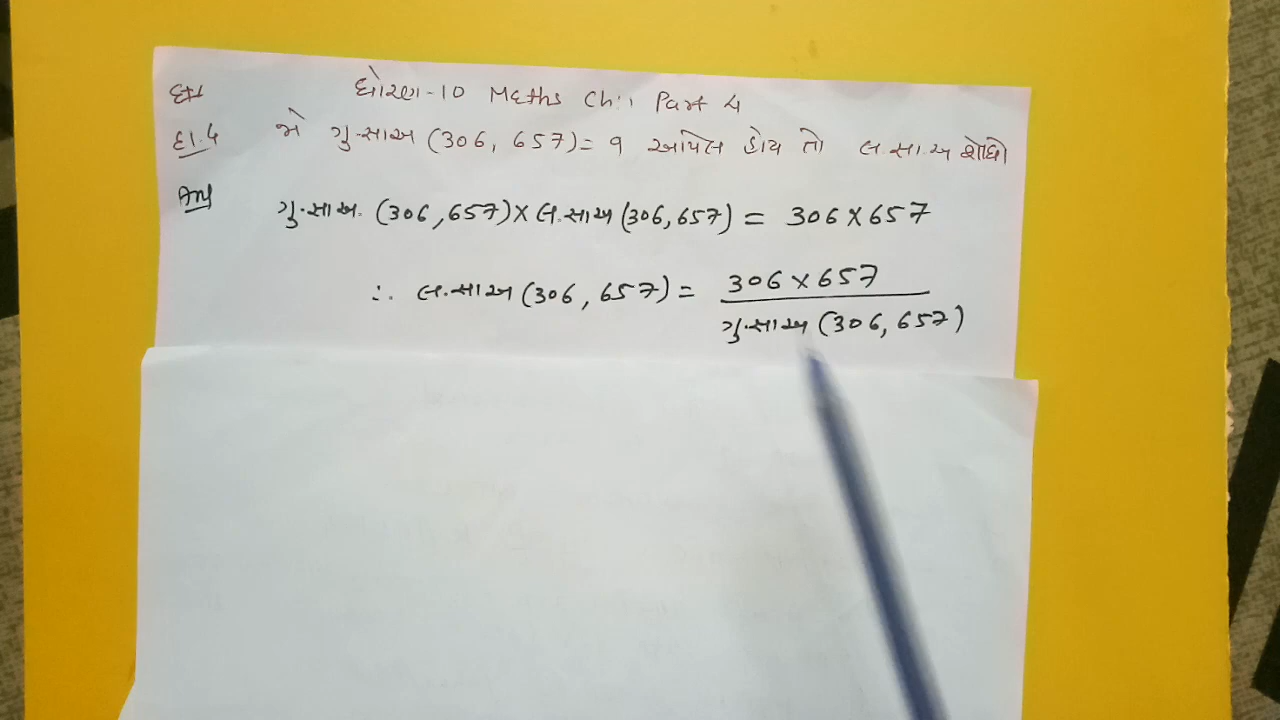 ધોરણ-10 Maths Ch:1 Part 4
દા.4 જો ગુ.સાઅ (306, 657)= 9 આપેલ હોય તો લ.સા.અ શોધો
Ans ગુ.સાઅ. (306,657)×લ.સાઅ (306,657) = 306×657
∴ લ.સાઅ (306, 657) = 306×657
ગુ.સાઅ (306, 657)